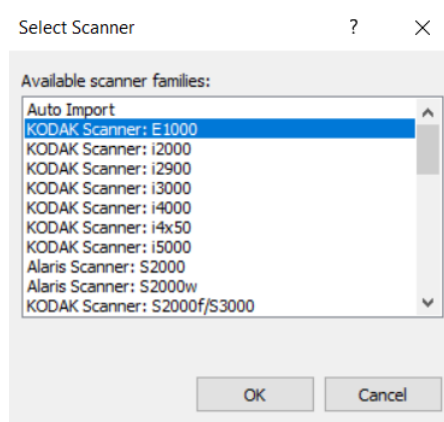 Select Scanner
?
Available scanner families:
Auto Import
KODAK Scanner: E1000
KODAK Scanner: i2000
KODAK Scanner: i2900
KODAK Scanner: i3000
KODAK Scanner: i4000
KODAK Scanner: i4x50
KODAK Scanner: i5000
Alaris Scanner: S2000
Alaris Scanner: S2000w
KODAK Scanner: S2000f/S3000
OK
Cancel